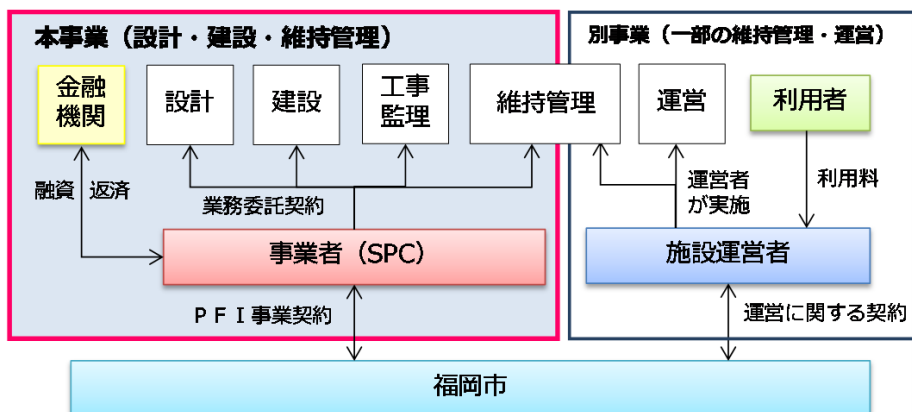 本事業（設計・建設・維持管理）
別事業（一部の維持管理・運営）
金融
機関
設計
建設
工事
監理
維持管理
運営
利用者
融資
返済
業務委託契約
運営者
が実施
利用料
事業者（SPC）
施設運営者
ＰＦＩ事業契約
運営に関する契約
福岡市